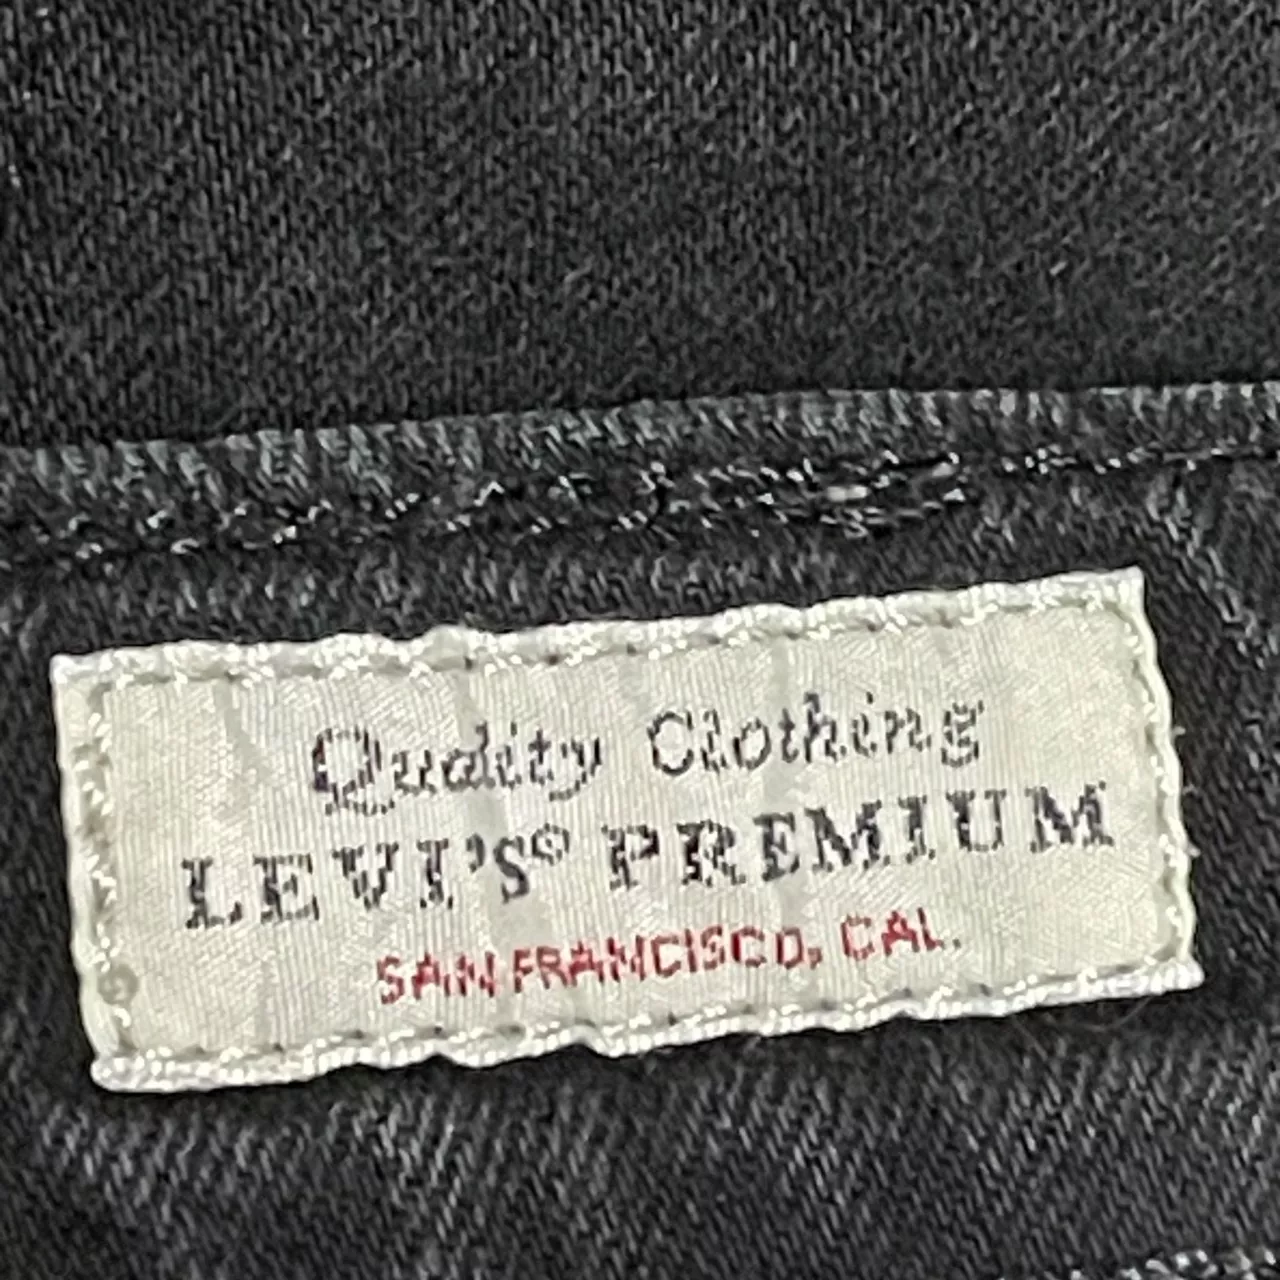 Quality Clothing
LEVI'S® PREMIUM
SAN FRANCISCO, CAL.